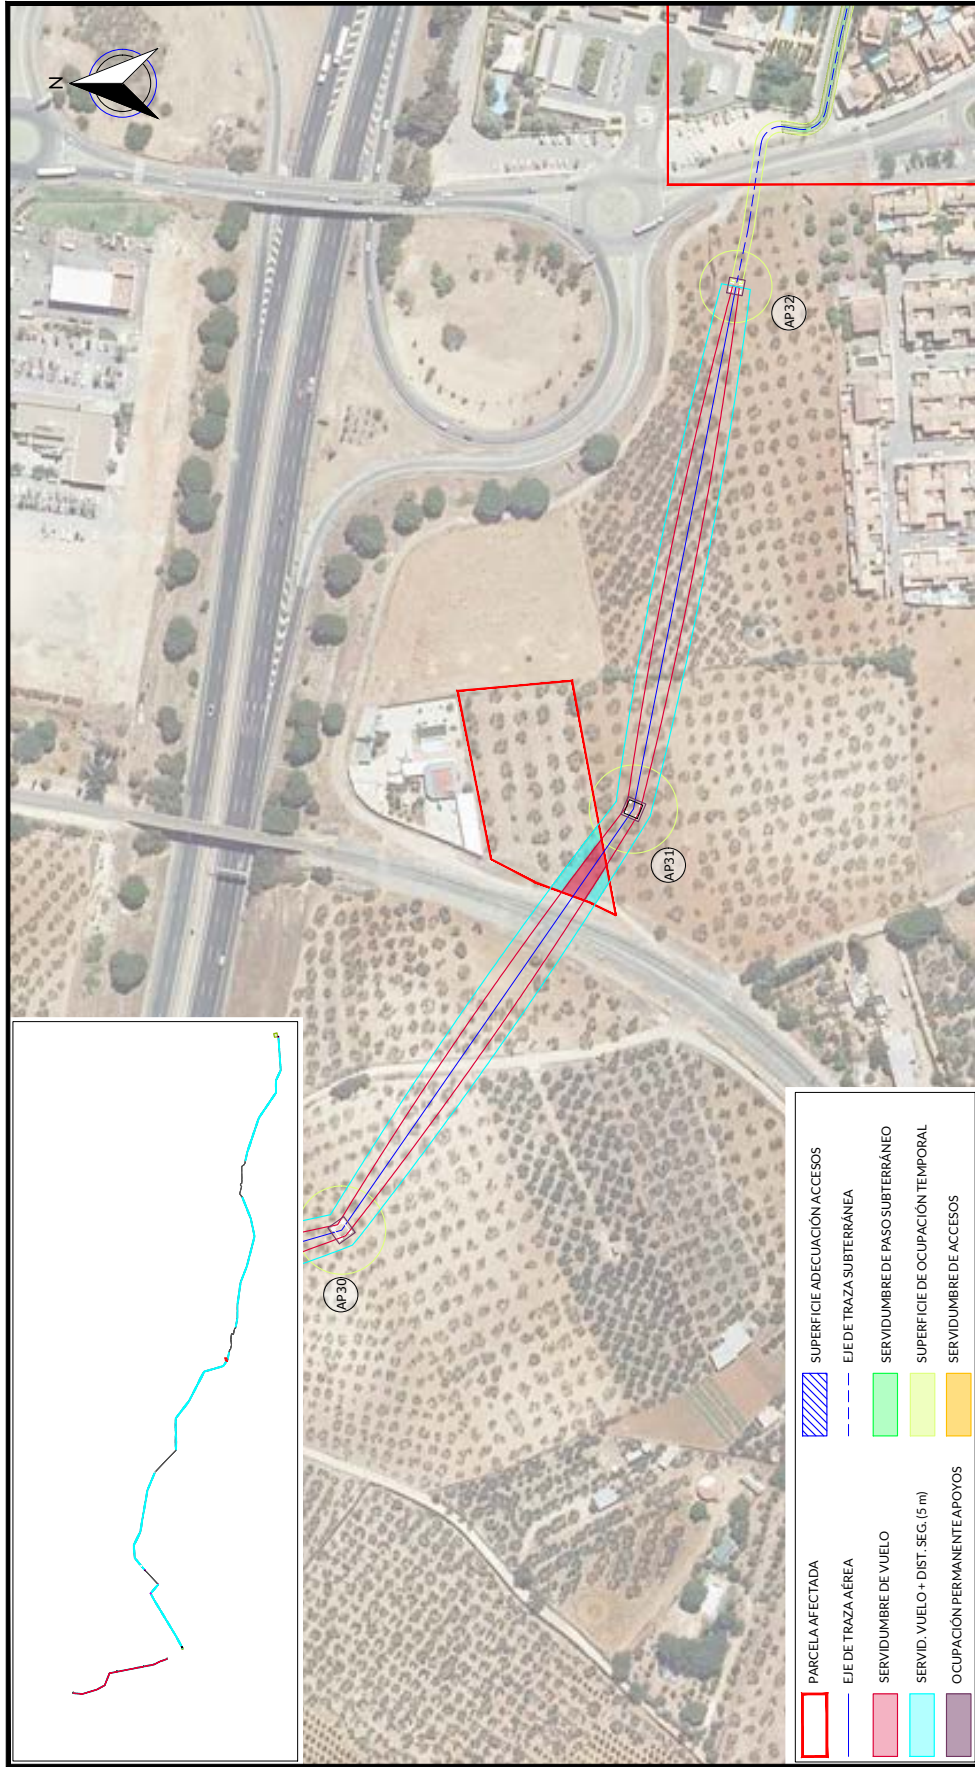 N
AP32
AP31
AP30
PARCELA AFECTADA
EJE DE TRAZA AÉREA
SERVIDUMBRE DE VUELO
SERVID. VUELO + DIST. SEG. (5 m)
OCUPACIÓN PERMANENTE APOYOS
SUPERFICIE ADECUACIÓN ACCESOS
EJE DE TRAZA SUBTERRÁNEA
SERVIDUMBRE DE PASO SUBTERRÁNEO
SUPERFICIE DE OCUPACIÓN TEMPORAL
SERVIDUMBRE DE ACCESOS